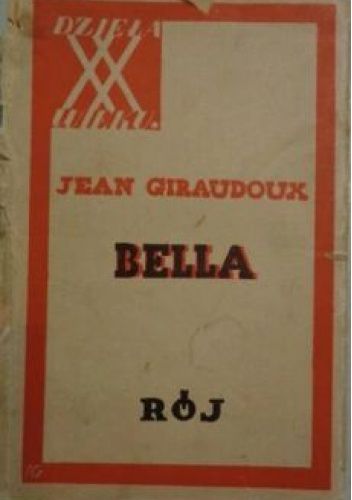 DZIEŁA
XX
WIEKU.
JEAN GIRAUDOUX
BELLA
RÓJ